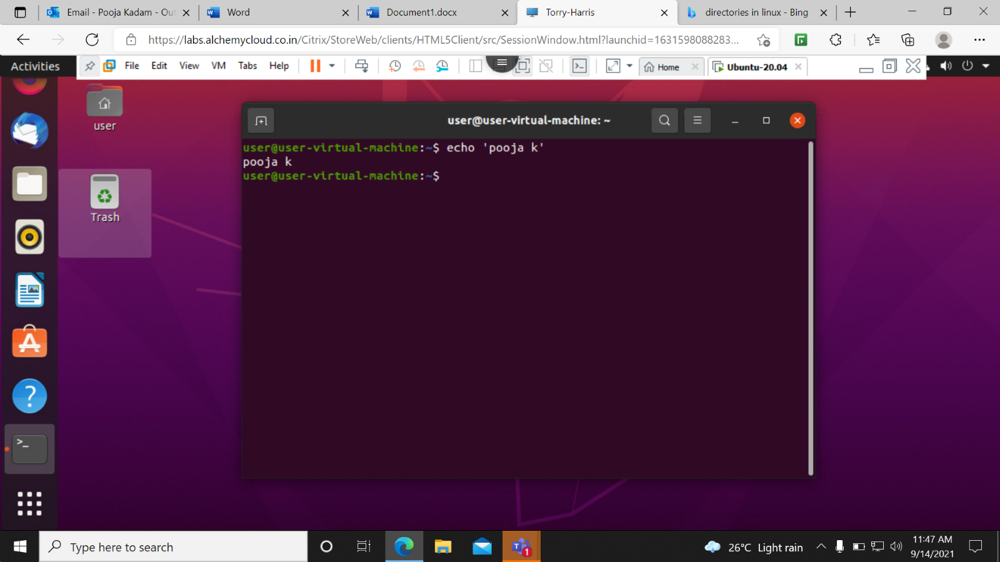 Email - Pooja Kadam - Ou
Word
Document1.docx
Torry-Harris
directories in linux - Bing
https://labs.alchemycloud.co.in/Citrix/StoreWeb/clients/HTML5Client/src/SessionWindow.html?launchid=1631598088283...
Activities
File Edit View VM Tabs Help
Home
Ubuntu-20.04
user
Trash
user@user-virtual-machine: ~
user@user-virtual-machine:~$ echo 'pooja k'
pooja k
user@user-virtual-machine:~$
Type here to search
1
26°C Light rain
11:47 AM
9/14/2021